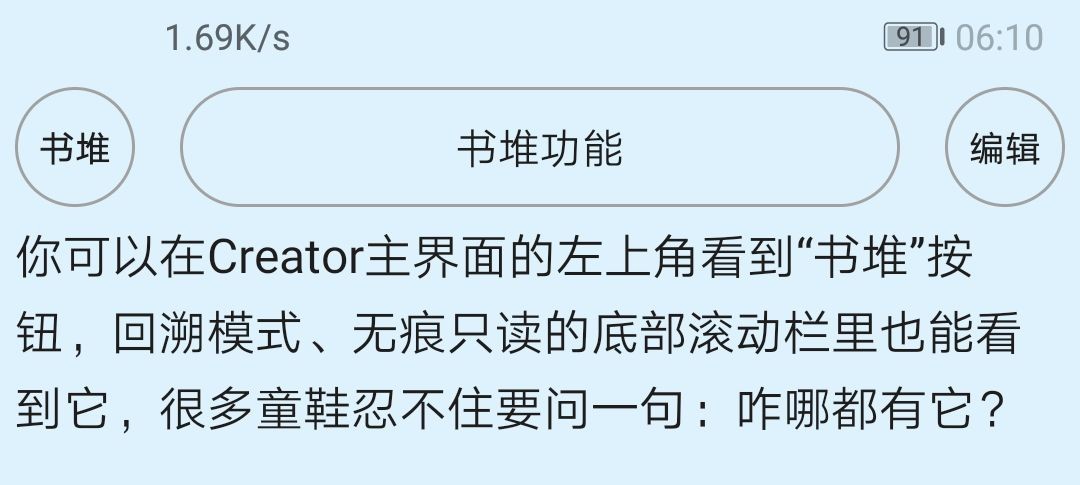 1.69K/s 91 06:10
书堆 书堆功能 编辑
你可以在Creator主界面的左上角看到“书堆”按
钮，回溯模式、无痕只读的底部滚动栏里也能看
到它，很多童鞋忍不住要问一句：咋哪都有它？